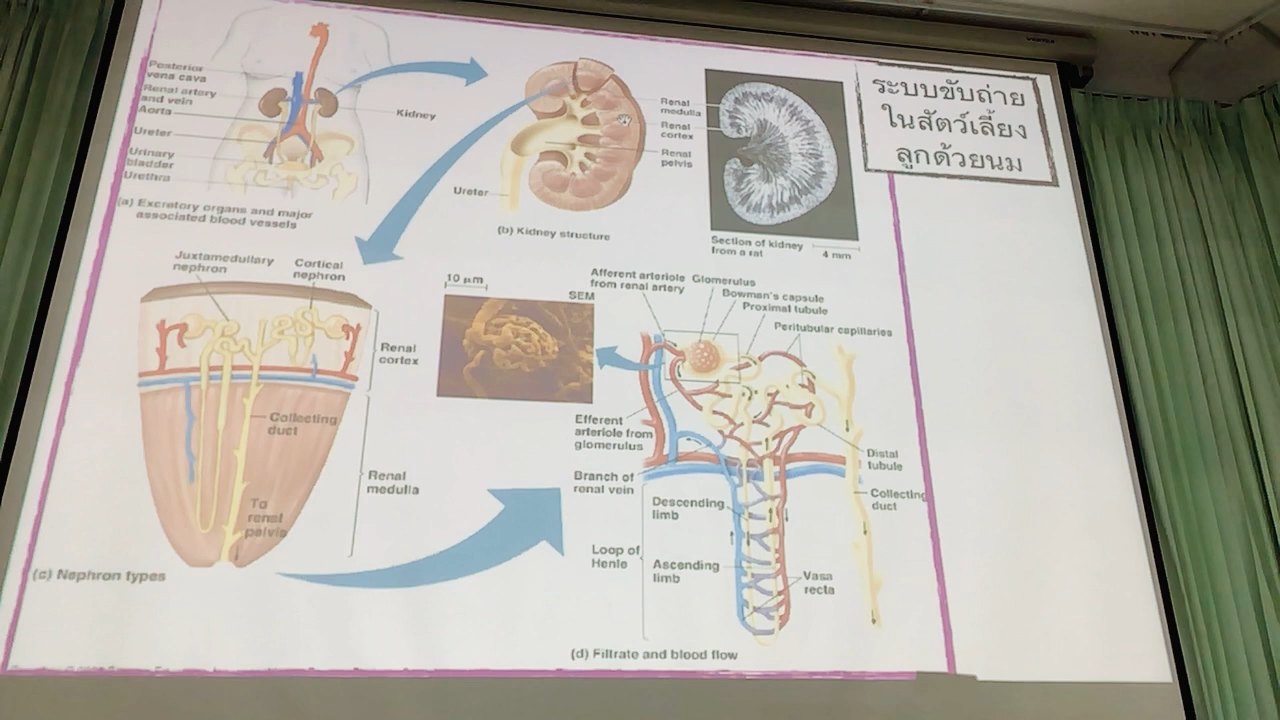 ระบบขับถ่าย
ในสัตว์เลี้ยง
ลูกด้วยนม
Posterior
vena cava
Renal artery
and vein
Aorta
Ureter
Urinary
bladder
Urethra
Kidney
(a) Excretory organs and major
associated blood vessels
Renal
medulla
Renal
cortex
Renal
pelvis
Ureter
(b) Kidney structure
Section of kidney
from a rat
4 mm
Juxtamedullary
nephron
Cortical
nephron
Renal
cortex
Collecting
duct
Renal
medulla
To
renal
pelvis
(c) Nephron types
10 µm
SEM
Afferent arteriole
from renal artery
Glomerulus
Bowman's capsule
Proximal tubule
Peritubular capillaries
Efferent
arteriole from
glomerulus
Branch of
renal vein
Descending
limb
Loop of
Henle
Ascending
limb
Distal
tubule
Collecting
duct
Vasa
recta
(d) Filtrate and blood flow